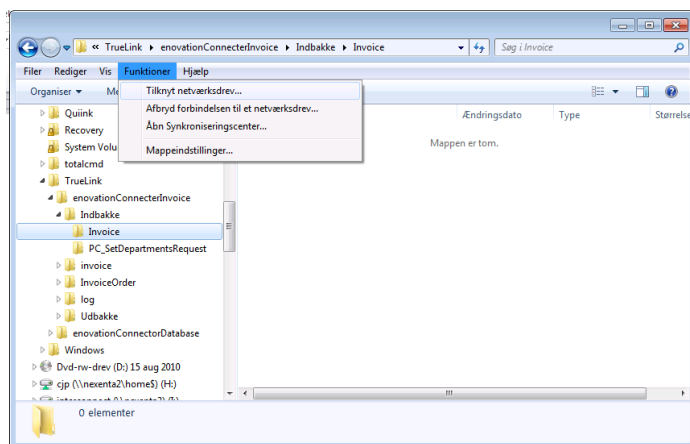 « TrueLink ▸ enovationConnecterInvoice ▸ Indbakke ▸ Invoice
Søg i Invoice
Filer Rediger Vis Funktioner Hjælp
Organiser
Tilknyt netværksdrev...
Afbryd forbindelsen til et netværksdrev...
Åbn Synkroniseringscenter...
Mappeindstillinger...
Ændringsdato Type Størrelse
Mappen er tom.
Quiink
Recovery
System Volu
totalcmd
TrueLink
enovationConnecterInvoice
Indbakke
Invoice
PC_SetDepartmentsRequest
invoice
InvoiceOrder
log
Udbakke
enovationConnectorDatabase
Windows
Dvd-rw-drev (D:) 15 aug 2010
cjp (\\nexenta2\home$) (H:)
0 elementer